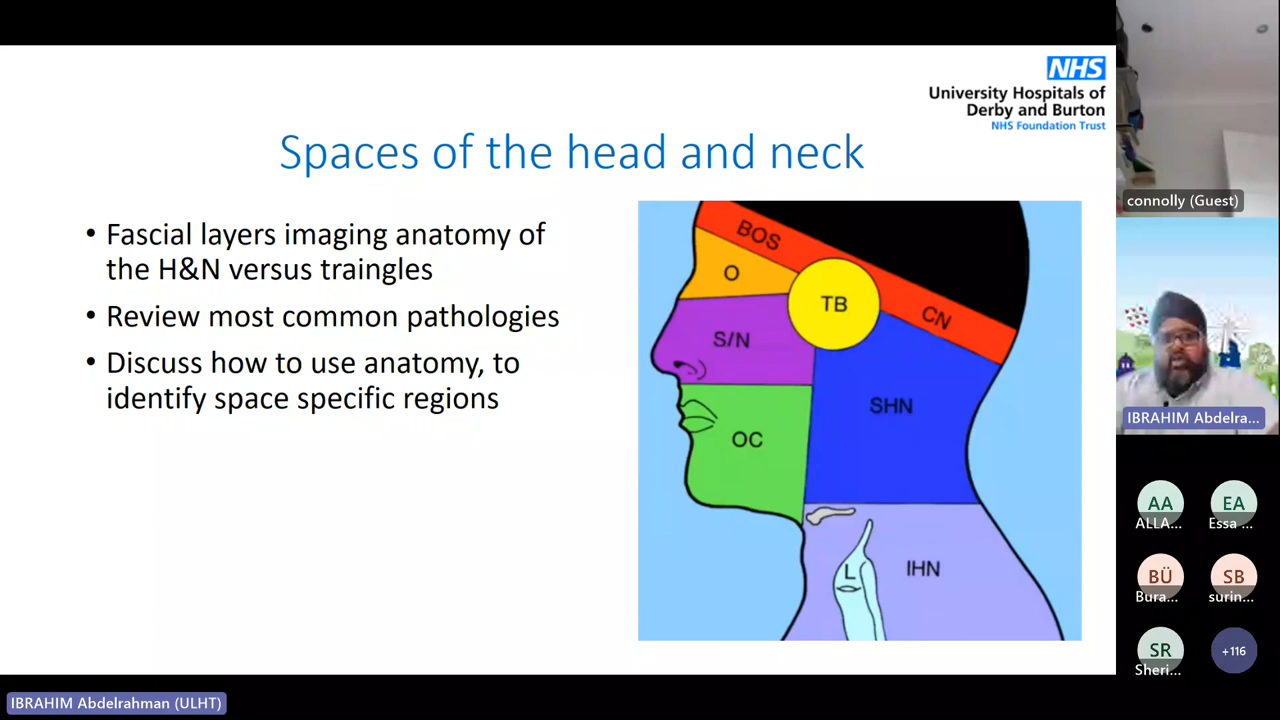 NHS
University Hospitals of
Derby and Burton
NHS Foundation Trust
Spaces of the head and neck
• Fascial layers imaging anatomy of
the H&N versus traingles
• Review most common pathologies
• Discuss how to use anatomy, to
identify space specific regions
BOS
O
TB
CN
S/N
SHN
OC
L
IHN
connolly (Guest)
IBRAHIM Abdelra...
AA
ALLA...
EA
Essa ...
BÜ
Bura...
SB
surin...
SR
Sheri...
+116
IBRAHIM Abdelrahman (ULHT)